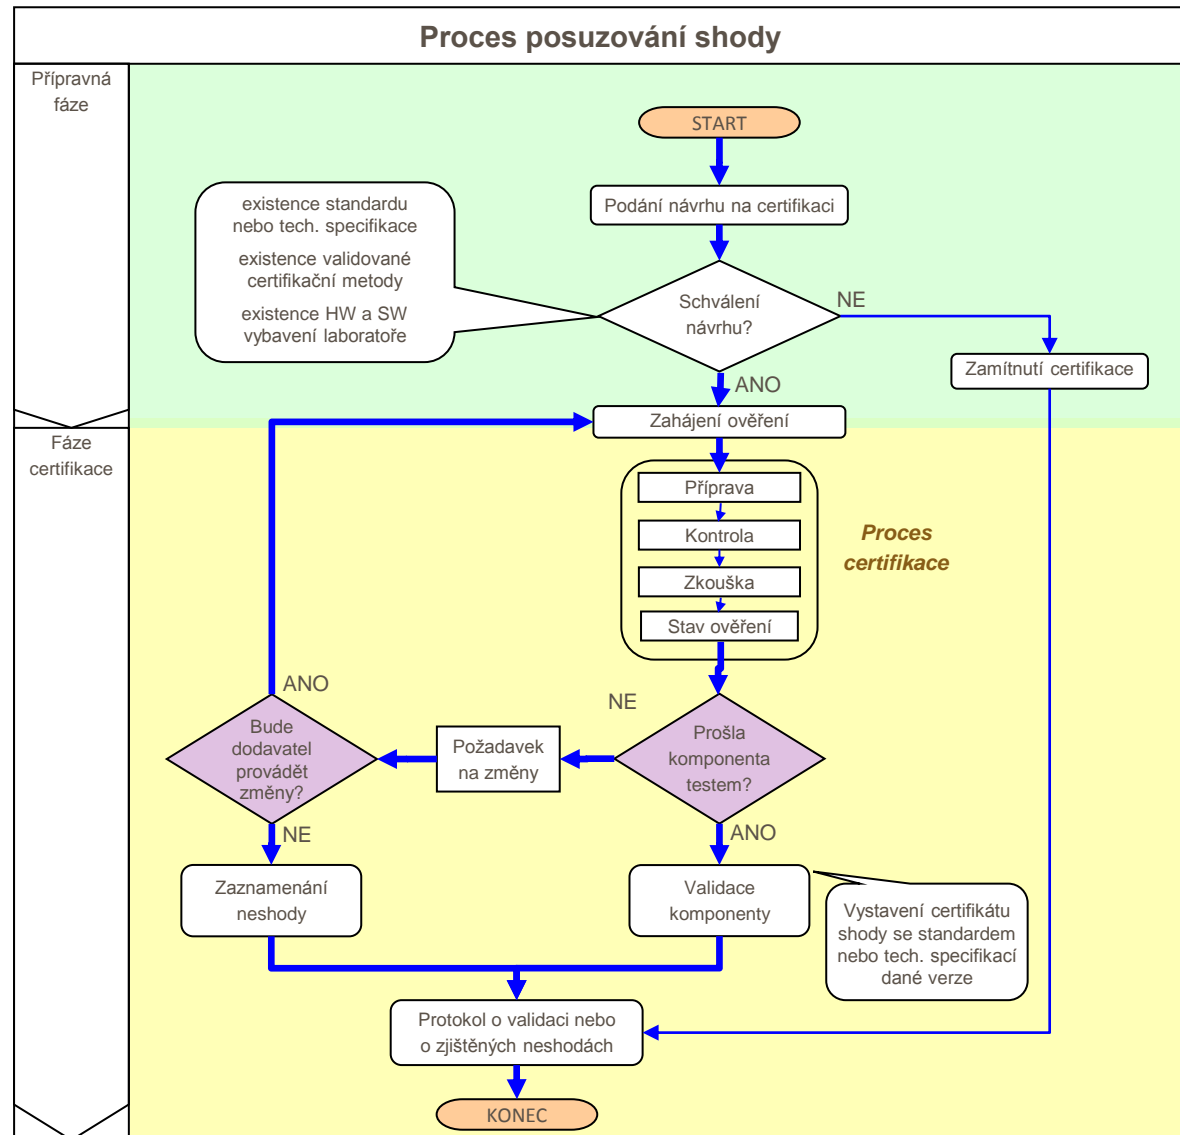 Proces posuzování shody
Přípravná
fáze
START
Podání návrhu na certifikaci
existence standardu
nebo tech. specifikace
existence validované
certifikační metody
existence HW a SW
vybavení laboratoře
Schválení
návrhu?
NE
Zamítnutí certifikace
ANO
Zahájení ověření
Fáze
certifikace
Příprava
Kontrola
Zkouška
Stav ověření
Proces
certifikace
ANO
NE
Bude
dodavatel
provádět
změny?
Požadavek
na změny
Prošla
komponenta
testem?
NE
ANO
Zaznamenání
neshody
Validace
komponenty
Vystavení certifikátu
shody se standardem
nebo tech. specifikací
dané verze
Protokol o validaci nebo
o zjištěných neshodách
KONEC